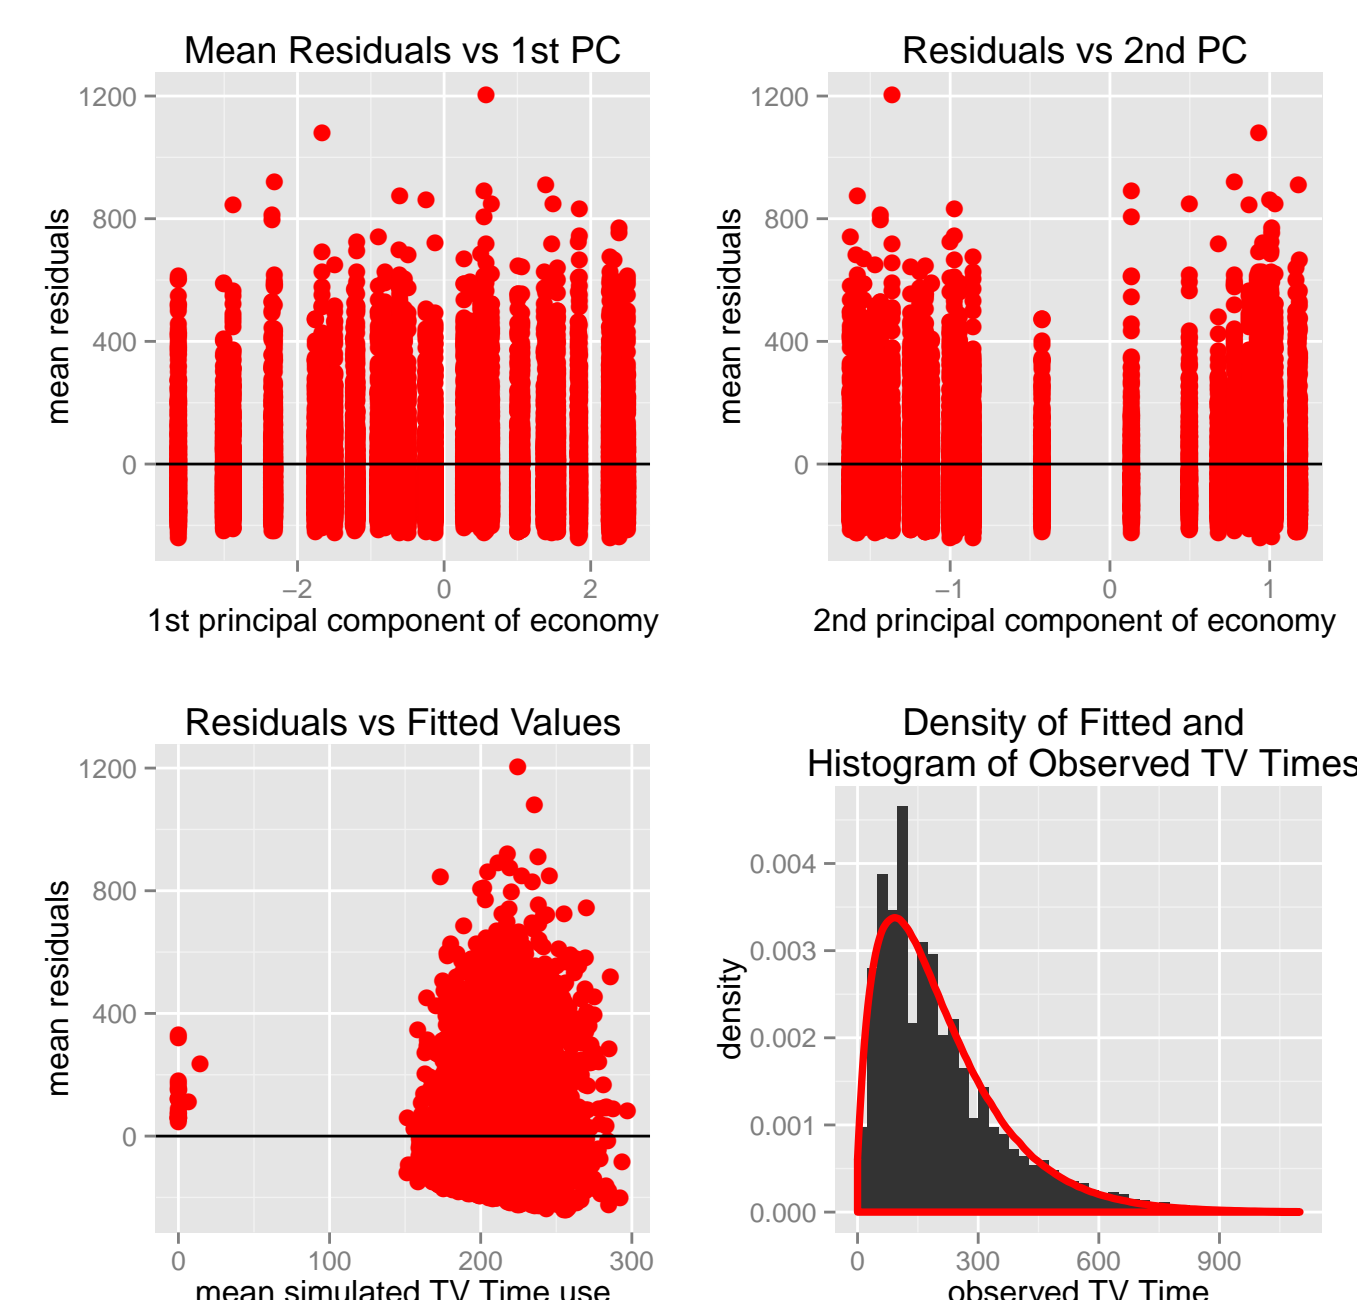 Mean Residuals vs 1st PC
1200
800
400
0
mean residuals
−2 0 2
1st principal component of economy
Residuals vs 2nd PC
1200
800
400
0
mean residuals
−1 0 1
2nd principal component of economy
Residuals vs Fitted Values
1200
800
400
0
mean residuals
0 100 200 300
mean simulated TV Time use
Density of Fitted and
Histogram of Observed TV Times
0.004
0.003
0.002
0.001
0.000
density
0 300 600 900
observed TV Time